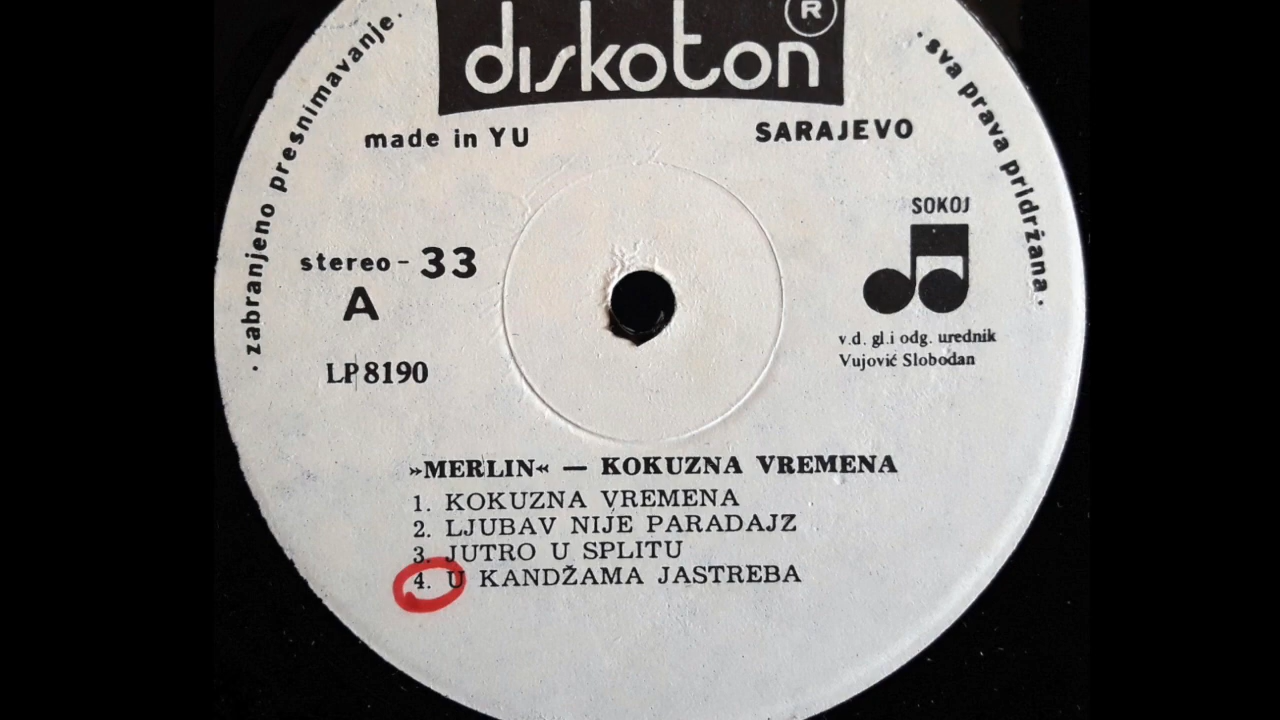 diskoton ®
made in YU
SARAJEVO
· zabranjeno presnimavanje ·
· sva prava pridržana ·
SOKOJ
stereo - 33
A
LP 8190
v.d. gl.i odg. urednik
Vujović Slobodan
»MERLIN« — KOKUZNA VREMENA
1. KOKUZNA VREMENA
2. LJUBAV NIJE PARADAJZ
3. JUTRO U SPLITU
4. U KANDŽAMA JASTREBA